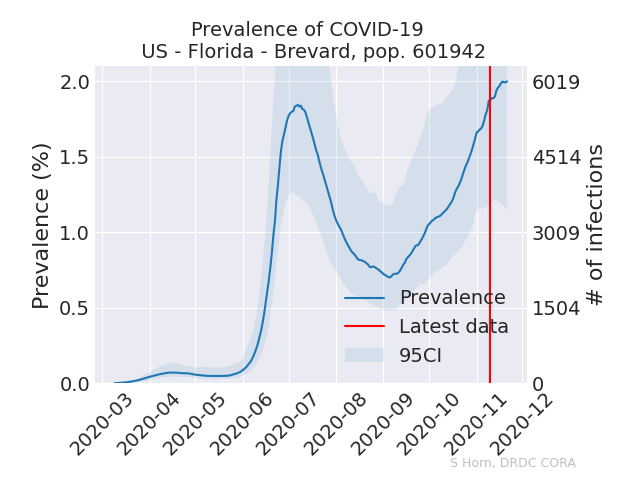 Prevalence of COVID-19
US - Florida - Brevard, pop. 601942
Prevalence (%)
2.0
1.5
1.0
0.5
0.0
6019
4514
3009
1504
0
# of infections
Prevalence
Latest data
95CI
2020-03
2020-04
2020-05
2020-06
2020-07
2020-08
2020-09
2020-10
2020-11
2020-12
S Horn, DRDC CORA